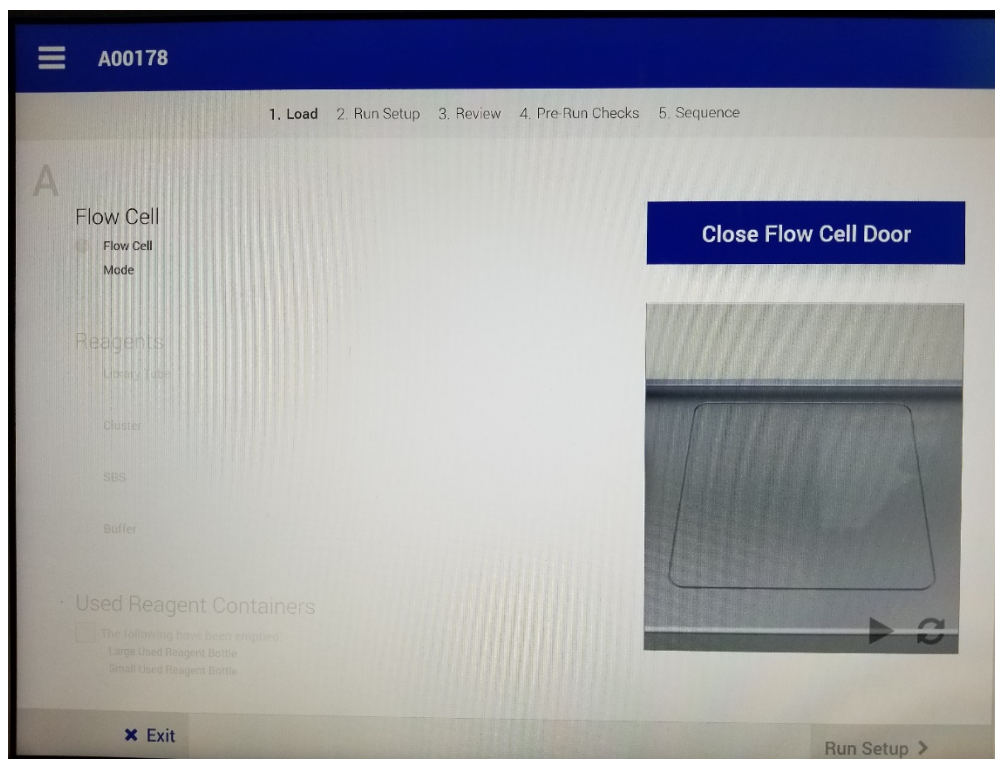 A00178
1. Load 2. Run Setup 3. Review 4. Pre-Run Checks 5. Sequence
A
Flow Cell
Flow Cell
Mode
Close Flow Cell Door
Reagents
Library Tube
Cluster
SBS
Buffer
Used Reagent Containers
The following have been emptied:
Large Used Reagent Bottle
Small Used Reagent Bottle
Exit
Run Setup